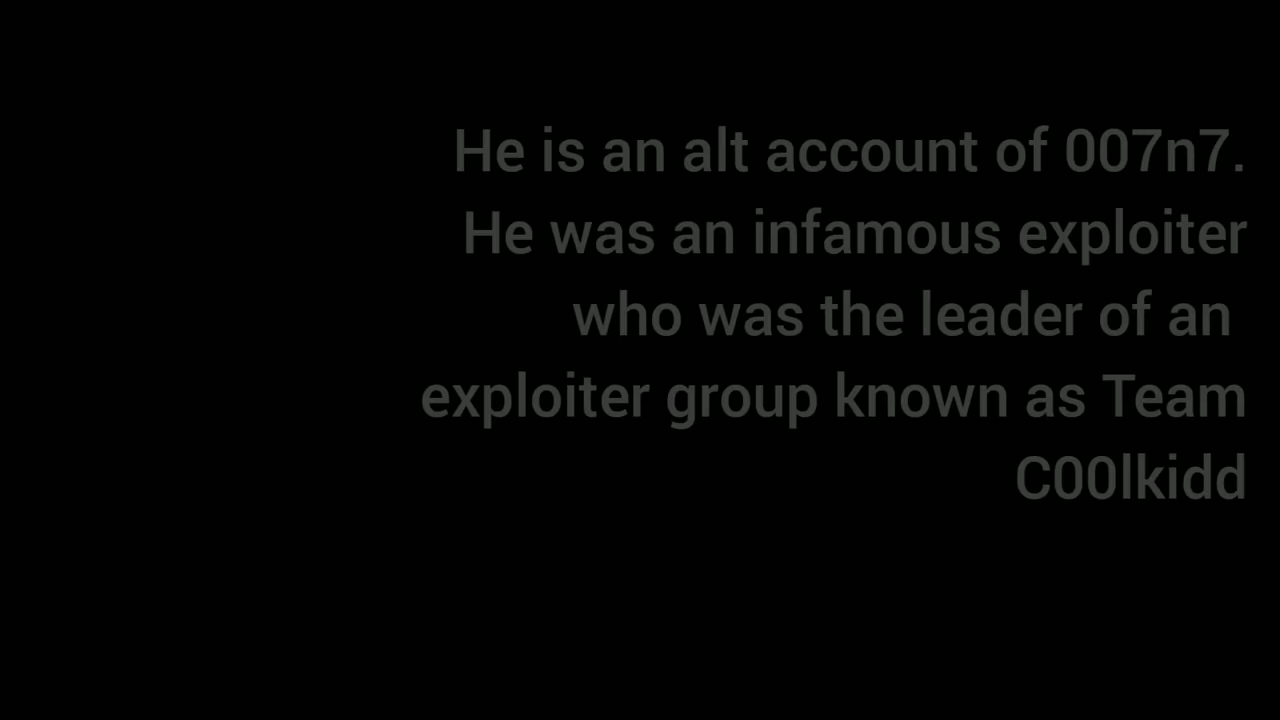 He is an alt account of 007n7.
He was an infamous exploiter
who was the leader of an
exploiter group known as Team
C00lkidd